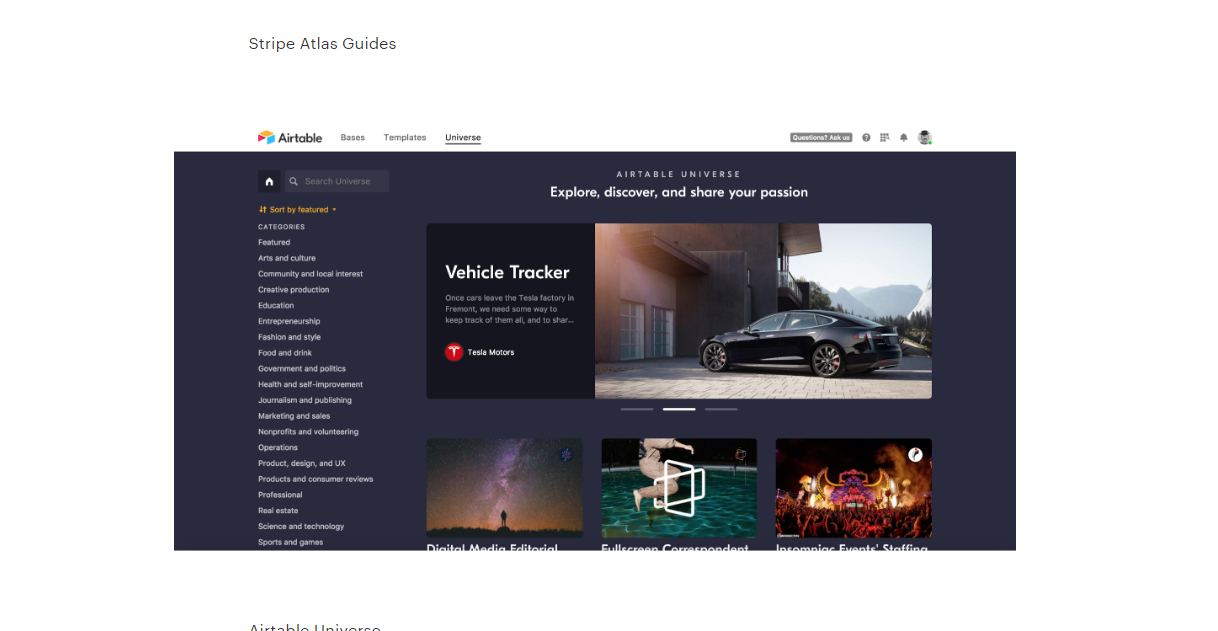 Stripe Atlas Guides
Airtable
Bases
Templates
Universe
Questions? Ask us
Search Universe
Sort by featured
CATEGORIES
Featured
Arts and culture
Community and local interest
Creative production
Education
Entrepreneurship
Fashion and style
Food and drink
Government and politics
Health and self-improvement
Journalism and publishing
Marketing and sales
Nonprofits and volunteering
Operations
Product, design, and UX
Products and consumer reviews
Professional
Real estate
Science and technology
Sports and games
AIRTABLE UNIVERSE
Explore, discover, and share your passion
Vehicle Tracker
Once cars leave the Tesla factory in
Fremont, we need some way to
keep track of them all, and to shar...
Tesla Motors
Digital Media Editorial
Fullscreen Correspondent
Insomniac Events' Staffing
Airtable Universe